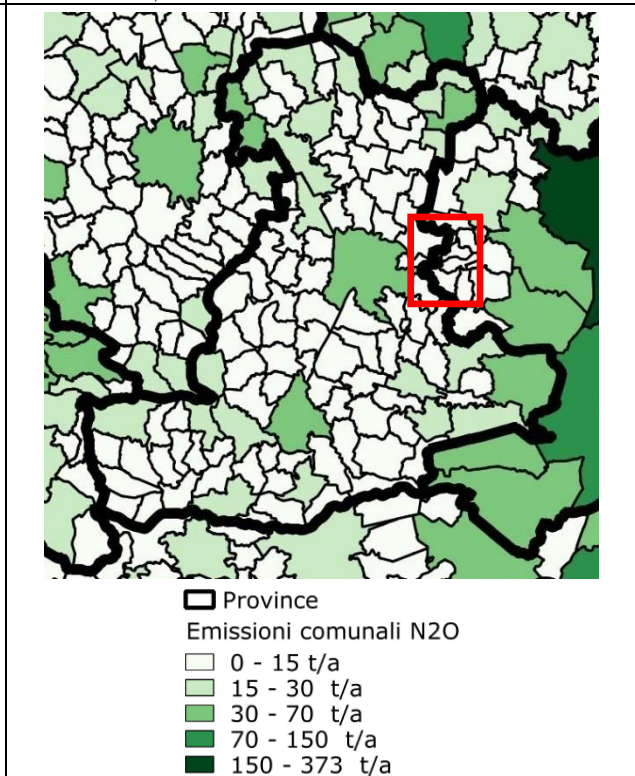 Province
Emissioni comunali N2O
0 - 15 t/a
15 - 30 t/a
30 - 70 t/a
70 - 150 t/a
150 - 373 t/a